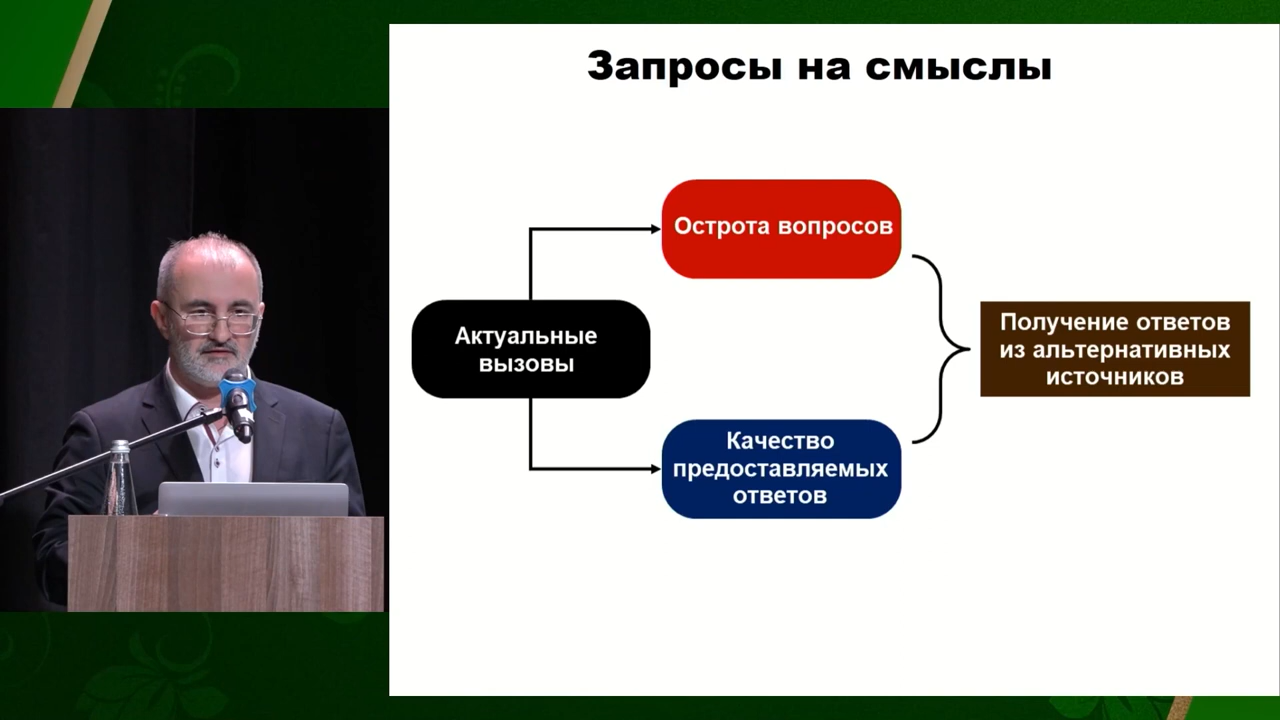 Запросы на смыслы
Острота вопросов
Актуальные
вызовы
Получение ответов
из альтернативных
источников
Качество
предоставляемых
ответов